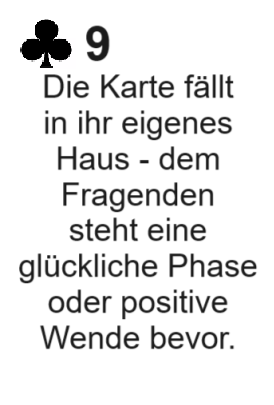 ♣ 9
Die Karte fällt
in ihr eigenes
Haus - dem
Fragenden
steht eine
glückliche Phase
oder positive
Wende bevor.